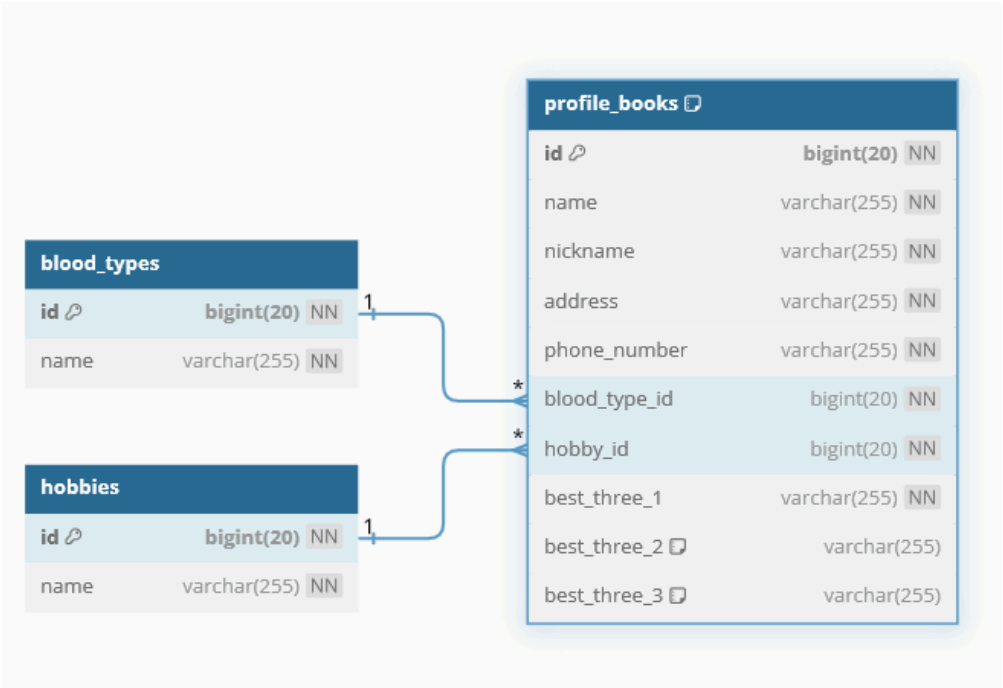 blood_types
id bigint(20) NN
name varchar(255) NN
1
*
hobbies
id bigint(20) NN
name varchar(255) NN
1
*
profile_books
id bigint(20) NN
name varchar(255) NN
nickname varchar(255) NN
address varchar(255) NN
phone_number varchar(255) NN
blood_type_id bigint(20) NN
hobby_id bigint(20) NN
best_three_1 varchar(255) NN
best_three_2 varchar(255)
best_three_3 varchar(255)